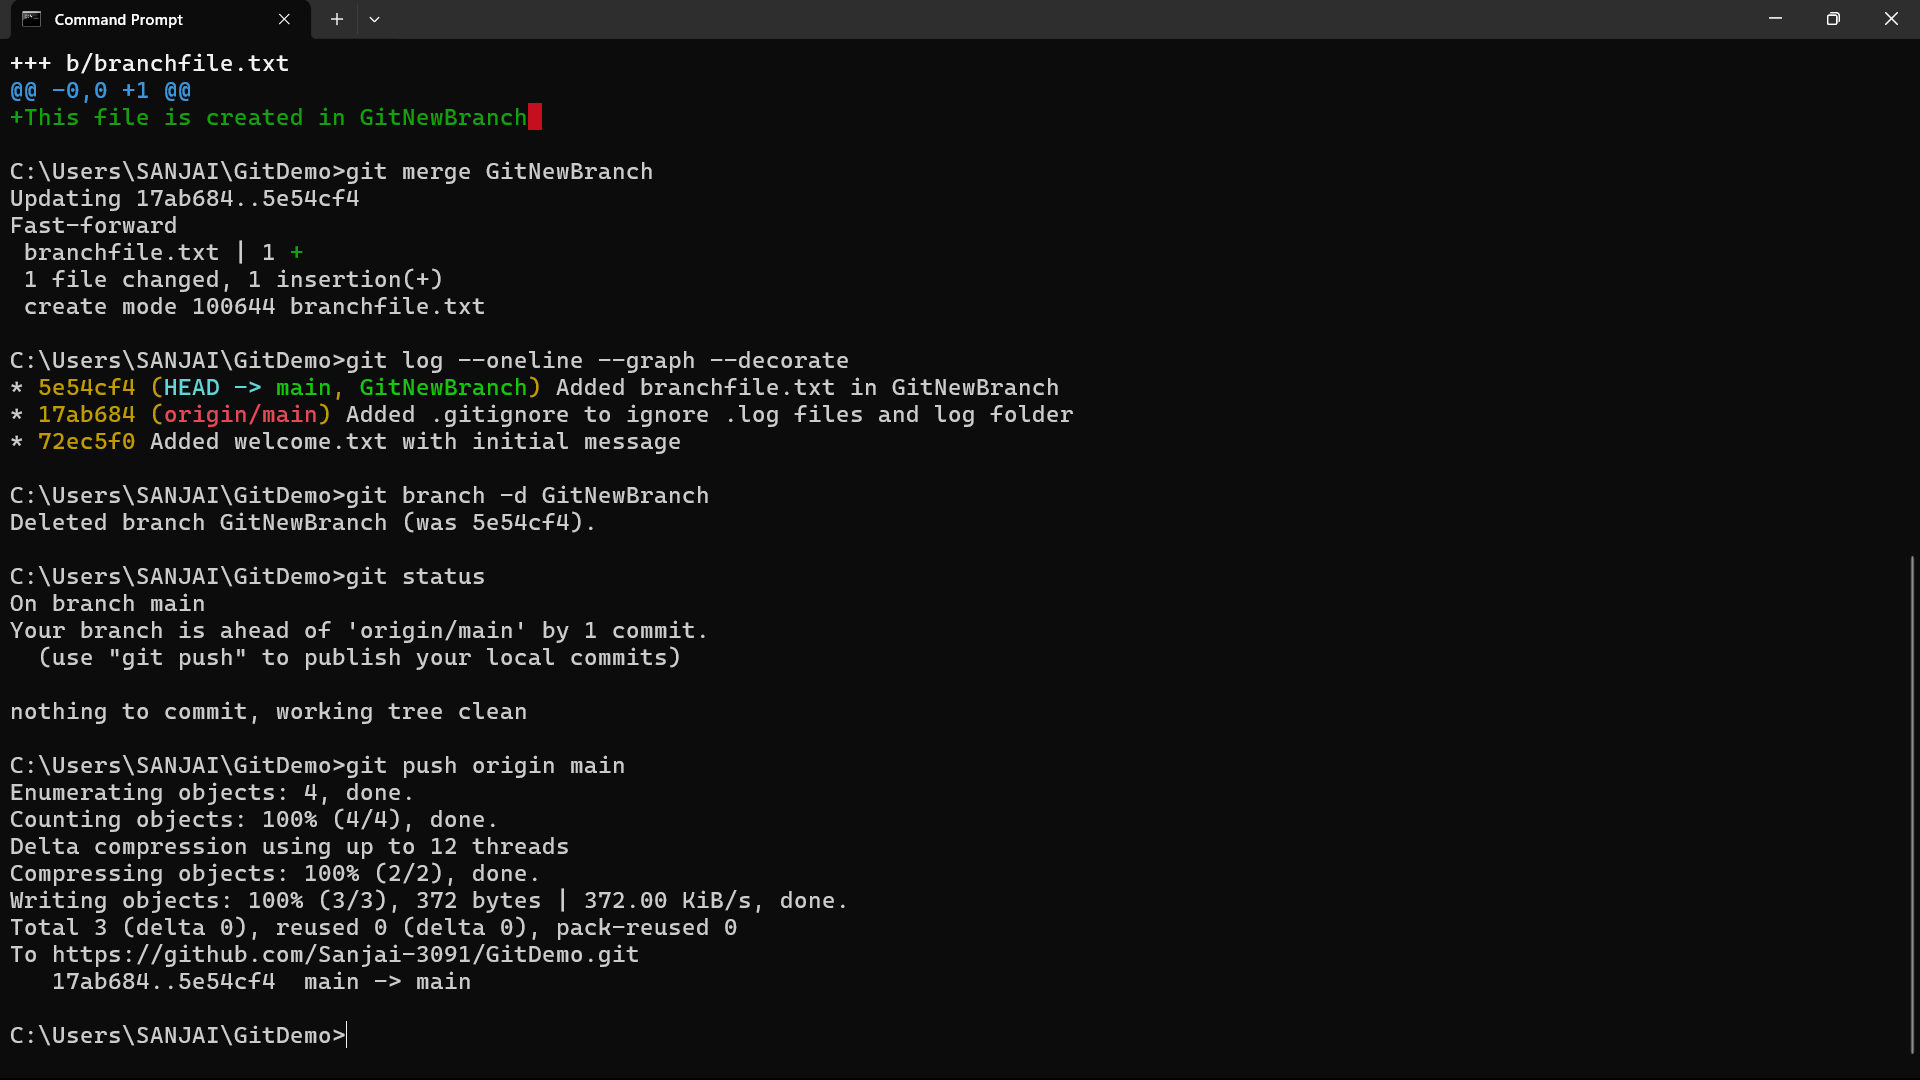 Command Prompt
+++ b/branchfile.txt
@@ -0,0 +1 @@
+This file is created in GitNewBranch

C:\Users\SANJAI\GitDemo>git merge GitNewBranch
Updating 17ab684..5e54cf4
Fast-forward
 branchfile.txt | 1 +
 1 file changed, 1 insertion(+)
 create mode 100644 branchfile.txt

C:\Users\SANJAI\GitDemo>git log --oneline --graph --decorate
* 5e54cf4 (HEAD -> main, GitNewBranch) Added branchfile.txt in GitNewBranch
* 17ab684 (origin/main) Added .gitignore to ignore .log files and log folder
* 72ec5f0 Added welcome.txt with initial message

C:\Users\SANJAI\GitDemo>git branch -d GitNewBranch
Deleted branch GitNewBranch (was 5e54cf4).

C:\Users\SANJAI\GitDemo>git status
On branch main
Your branch is ahead of 'origin/main' by 1 commit.
  (use "git push" to publish your local commits)

nothing to commit, working tree clean

C:\Users\SANJAI\GitDemo>git push origin main
Enumerating objects: 4, done.
Counting objects: 100% (4/4), done.
Delta compression using up to 12 threads
Compressing objects: 100% (2/2), done.
Writing objects: 100% (3/3), 372 bytes | 372.00 KiB/s, done.
Total 3 (delta 0), reused 0 (delta 0), pack-reused 0
To https://github.com/Sanjai-3091/GitDemo.git
   17ab684..5e54cf4  main -> main

C:\Users\SANJAI\GitDemo>